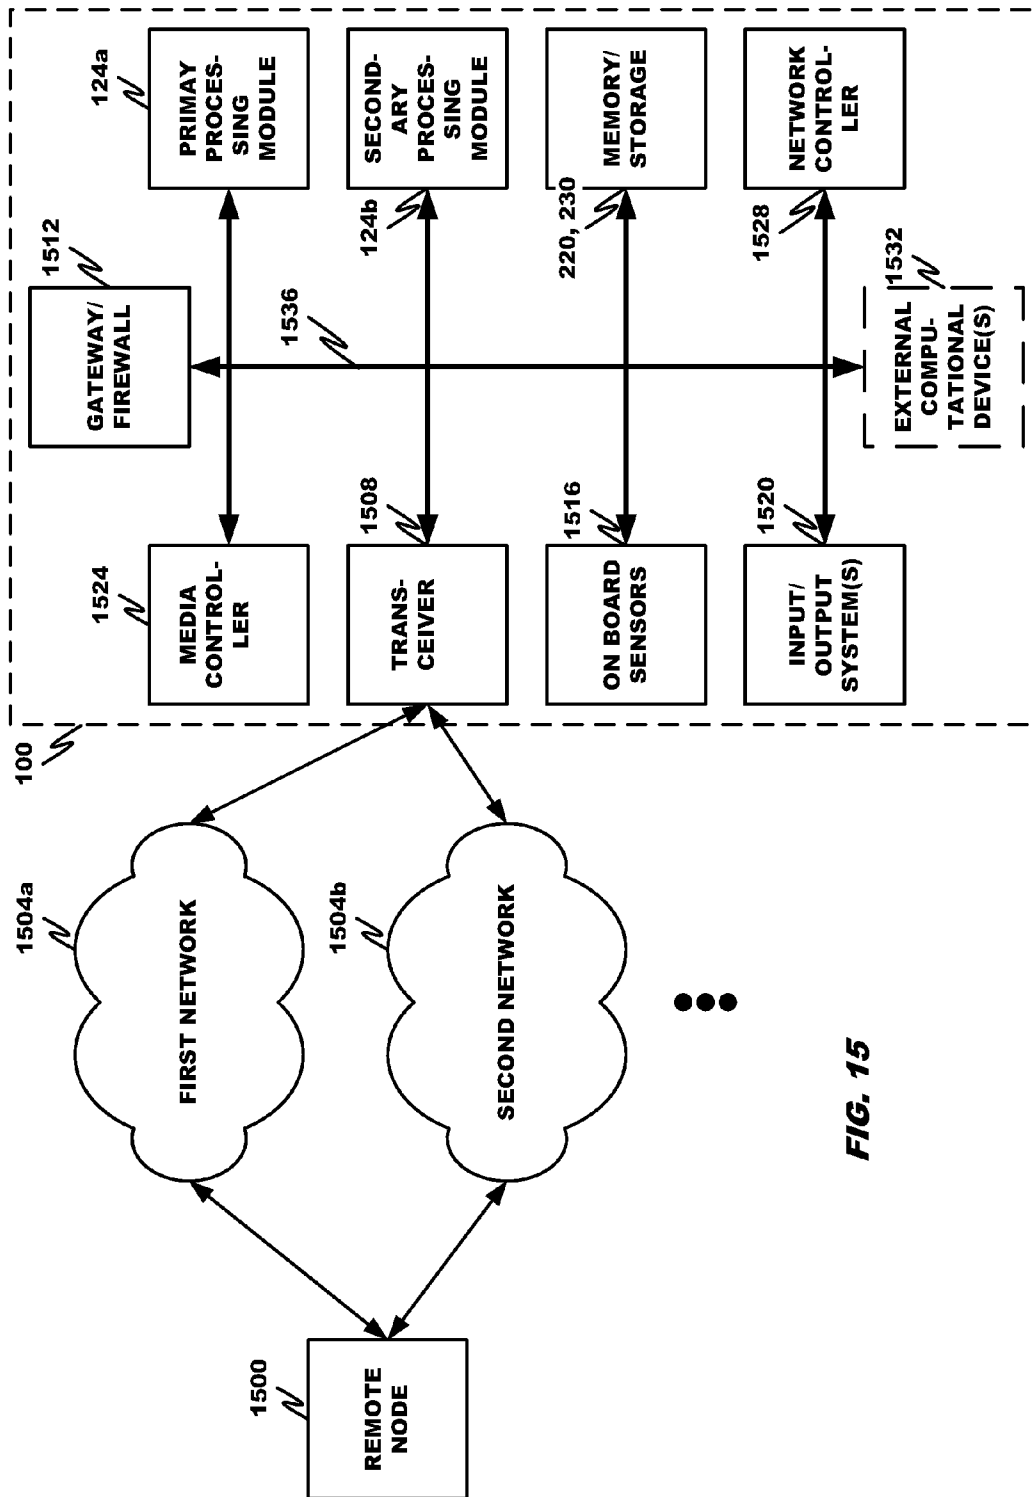 1500
REMOTE
NODE
1504a
FIRST NETWORK
1504b
SECOND NETWORK
100
1524
MEDIA
CONTROL-
LER
1508
TRANS-
CEIVER
1516
ON BOARD
SENSORS
1520
INPUT/
OUTPUT
SYSTEM(S)
1512
GATEWAY/
FIREWALL
1536
1532
EXTERNAL
COMPU-
TATIONAL
DEVICE(S)
124a
PRIMAY
PROCES-
SING
MODULE
124b
SECOND-
ARY
PROCES-
SING
MODULE
220, 230
MEMORY/
STORAGE
1528
NETWORK
CONTROL-
LER
FIG. 15